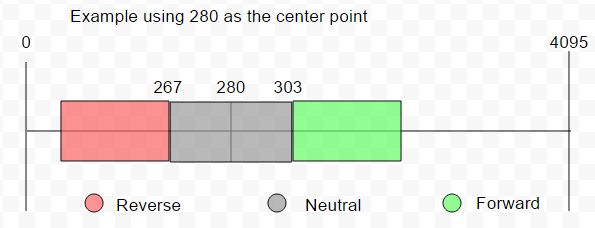 Example using 280 as the center point
0
4095
267
280
303
Reverse
Neutral
Forward